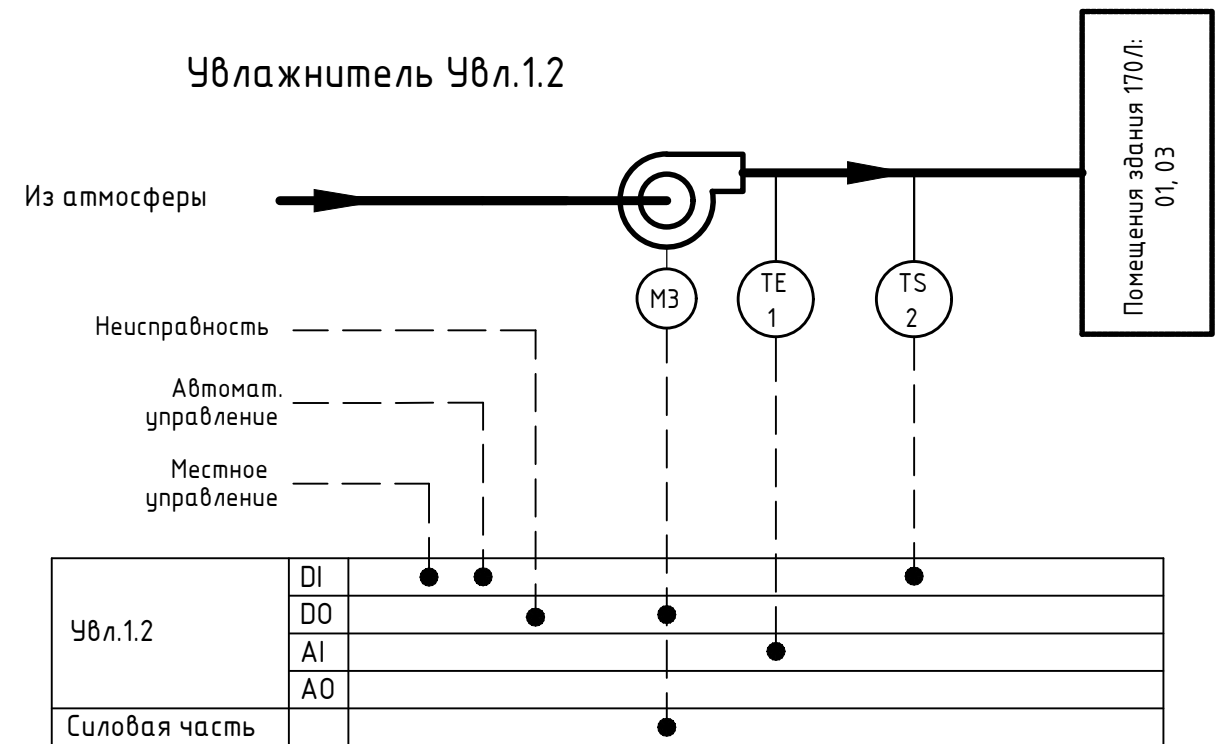 Увлажнитель Увл.1.2
Помещения здания 170Л:
01, 03
Из атмосферы
М3
TE
1
TS
2
Неисправность
Автомат.
управление
Местное
управление
Увл.1.2
DI
DO
AI
AO
Силовая часть